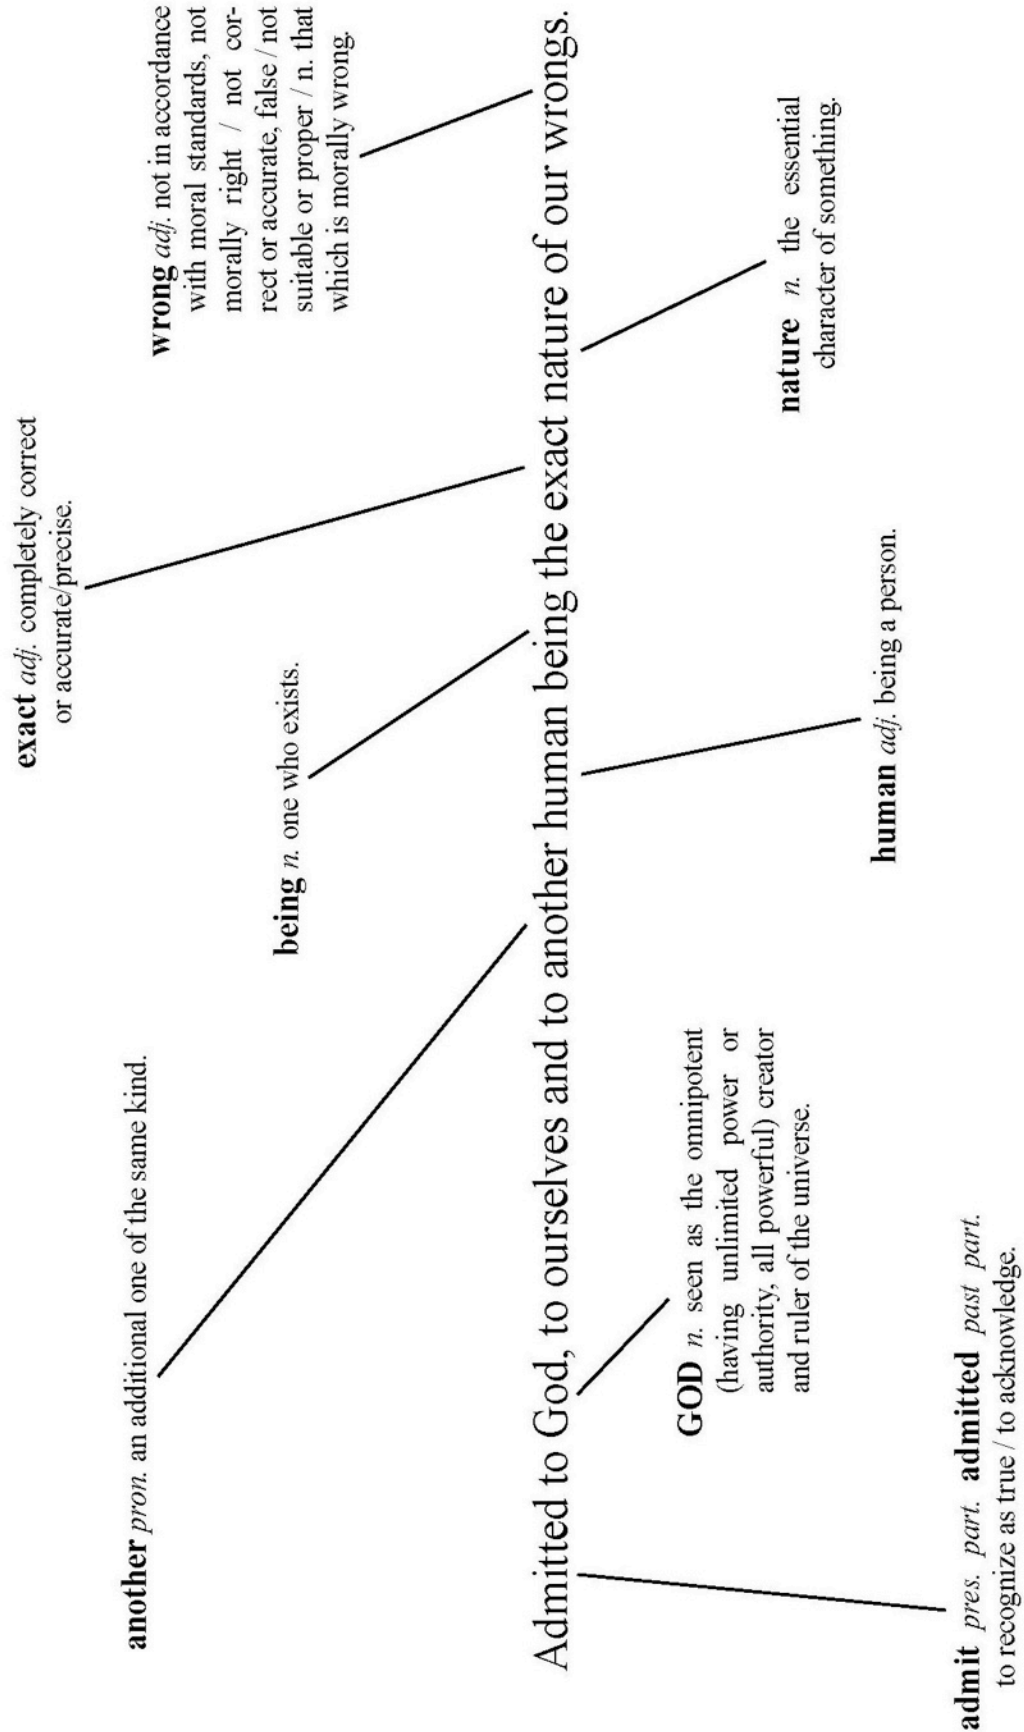 exact adj. completely correct
or accurate/precise.
wrong adj. not in accordance
with moral standards, not
morally right / not cor-
rect or accurate, false / not
suitable or proper / n. that
which is morally wrong.
another pron. an additional one of the same kind.
being n. one who exists.
Admitted to God, to ourselves and to another human being the exact nature of our wrongs.
GOD n. seen as the omnipotent
(having unlimited power or
authority, all powerful) creator
and ruler of the universe.
nature n. the essential
character of something.
human adj. being a person.
admit pres. part. admitted past part.
to recognize as true / to acknowledge.